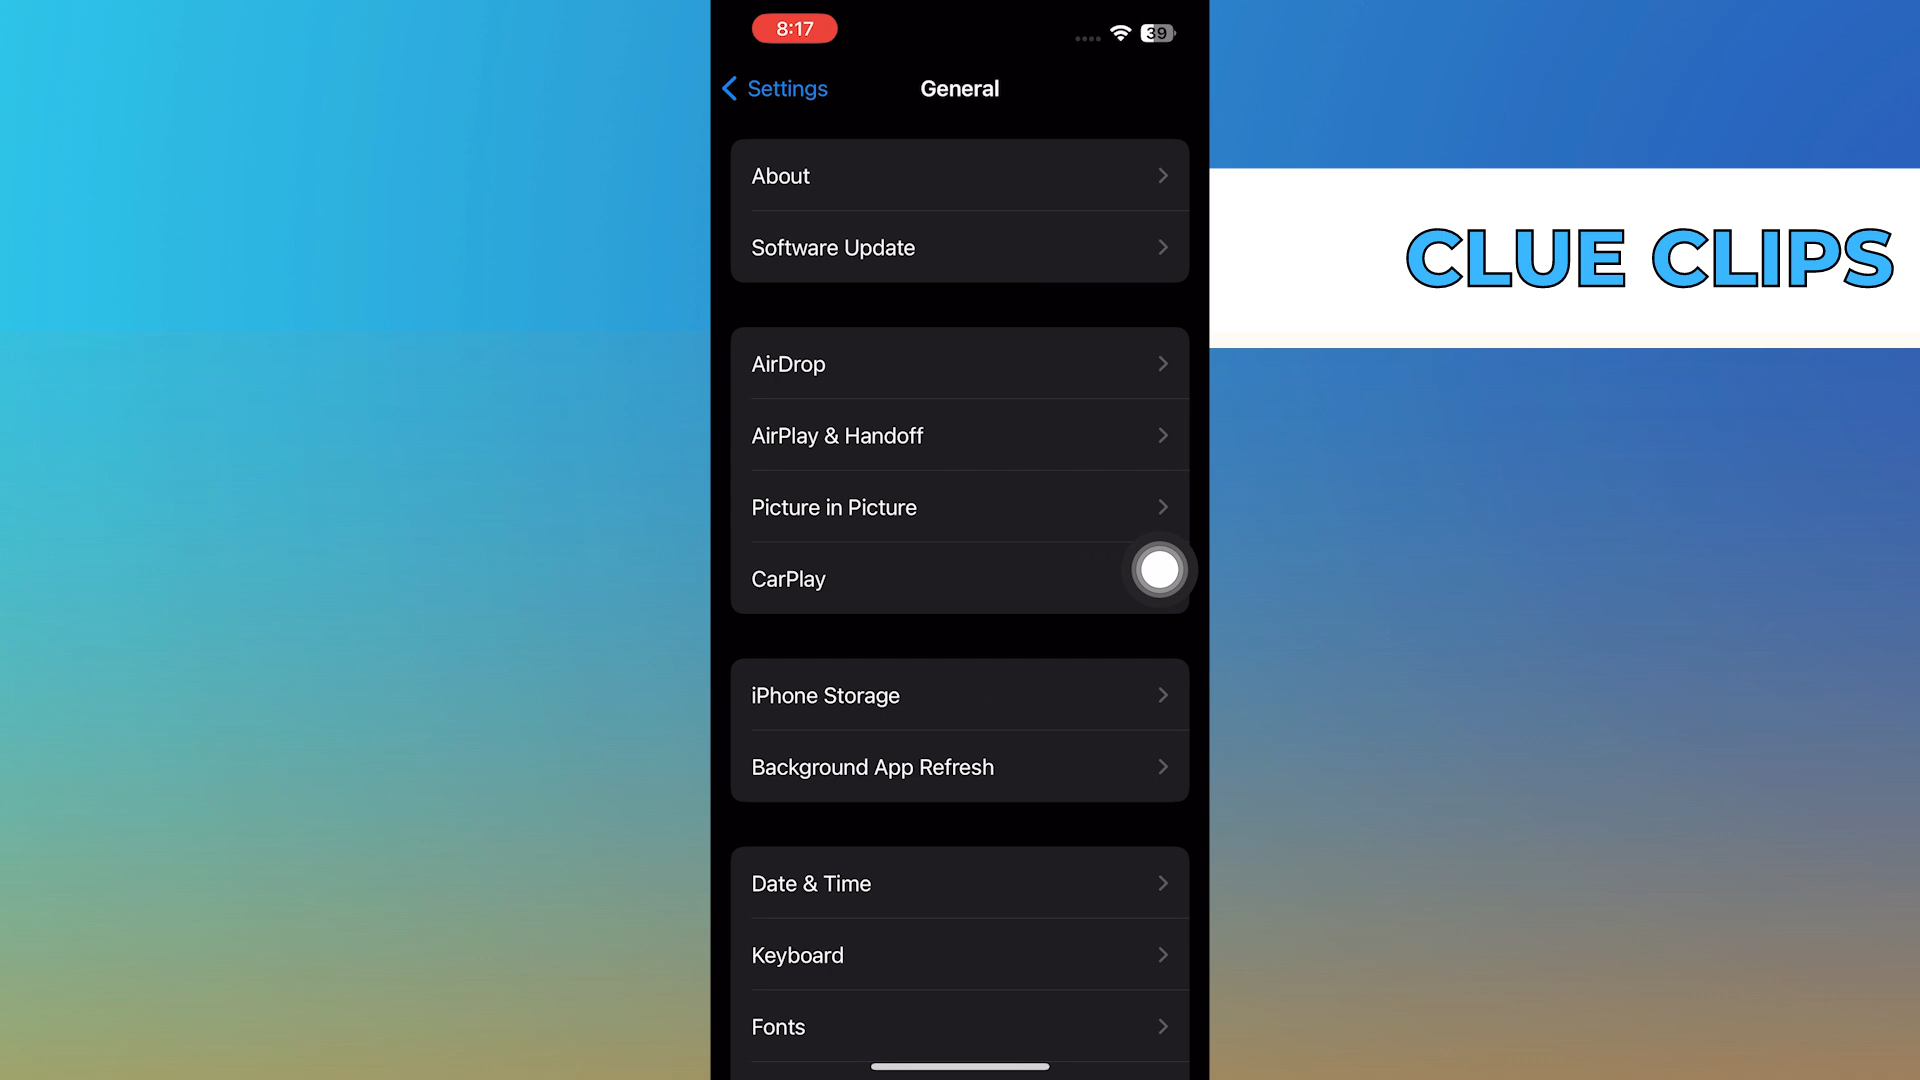 8:17
39
Settings
General
About
Software Update
CLUE CLIPS
AirDrop
AirPlay & Handoff
Picture in Picture
CarPlay
iPhone Storage
Background App Refresh
Date & Time
Keyboard
Fonts